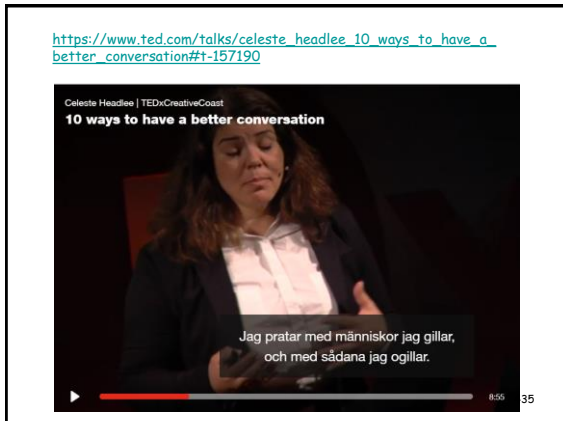 https://www.ted.com/talks/celeste_headlee_10_ways_to_have_a_
better_conversation#t-157190
Celeste Headlee | TEDxCreativeCoast
10 ways to have a better conversation
Jag pratar med människor jag gillar,
och med sådana jag ogillar.
8:55
35